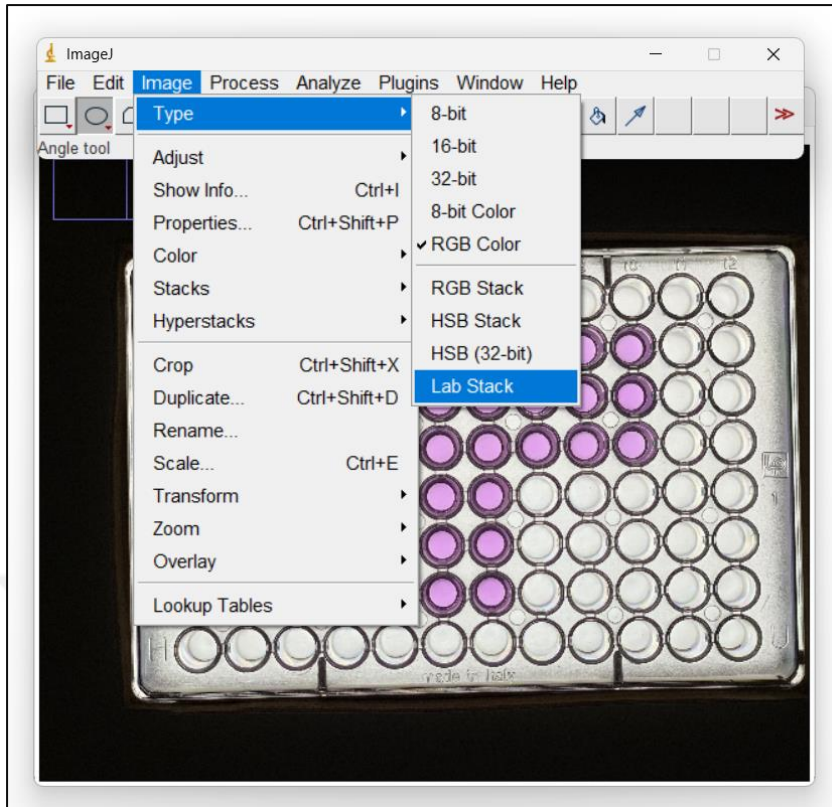 ImageJ
File Edit Image Process Analyze Plugins Window Help
Angle tool
Type
Adjust
Show Info... Ctrl+I
Properties... Ctrl+Shift+P
Color
Stacks
Hyperstacks
Crop Ctrl+Shift+X
Duplicate... Ctrl+Shift+D
Rename...
Scale... Ctrl+E
Transform
Zoom
Overlay
Lookup Tables
8-bit
16-bit
32-bit
8-bit Color
RGB Color
RGB Stack
HSB Stack
HSB (32-bit)
Lab Stack
10 11 12
H
made in Italy